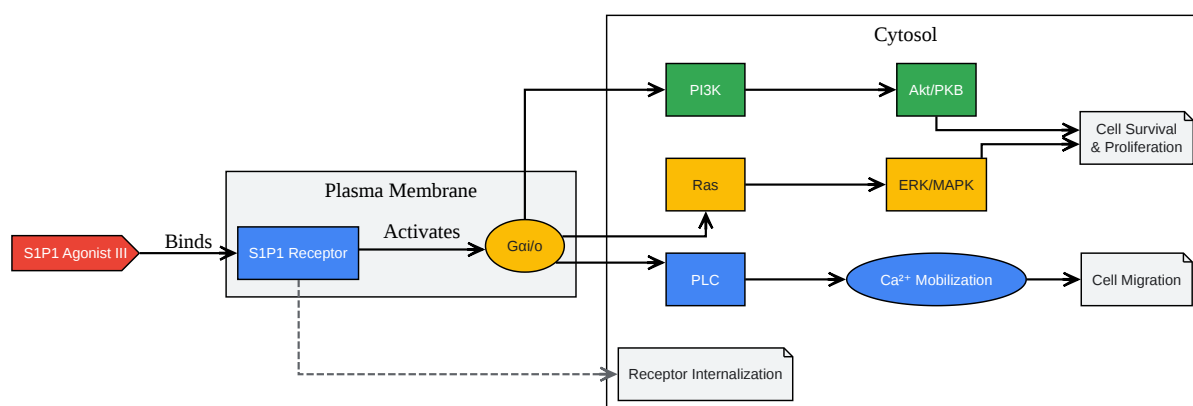 Cytosol
PI3K
Akt/PKB
Cell Survival
& Proliferation
Plasma Membrane
Ras
ERK/MAPK
S1P1 Agonist III
Binds
S1P1 Receptor
Activates
Gαi/o
PLC
Ca²⁺ Mobilization
Cell Migration
Receptor Internalization